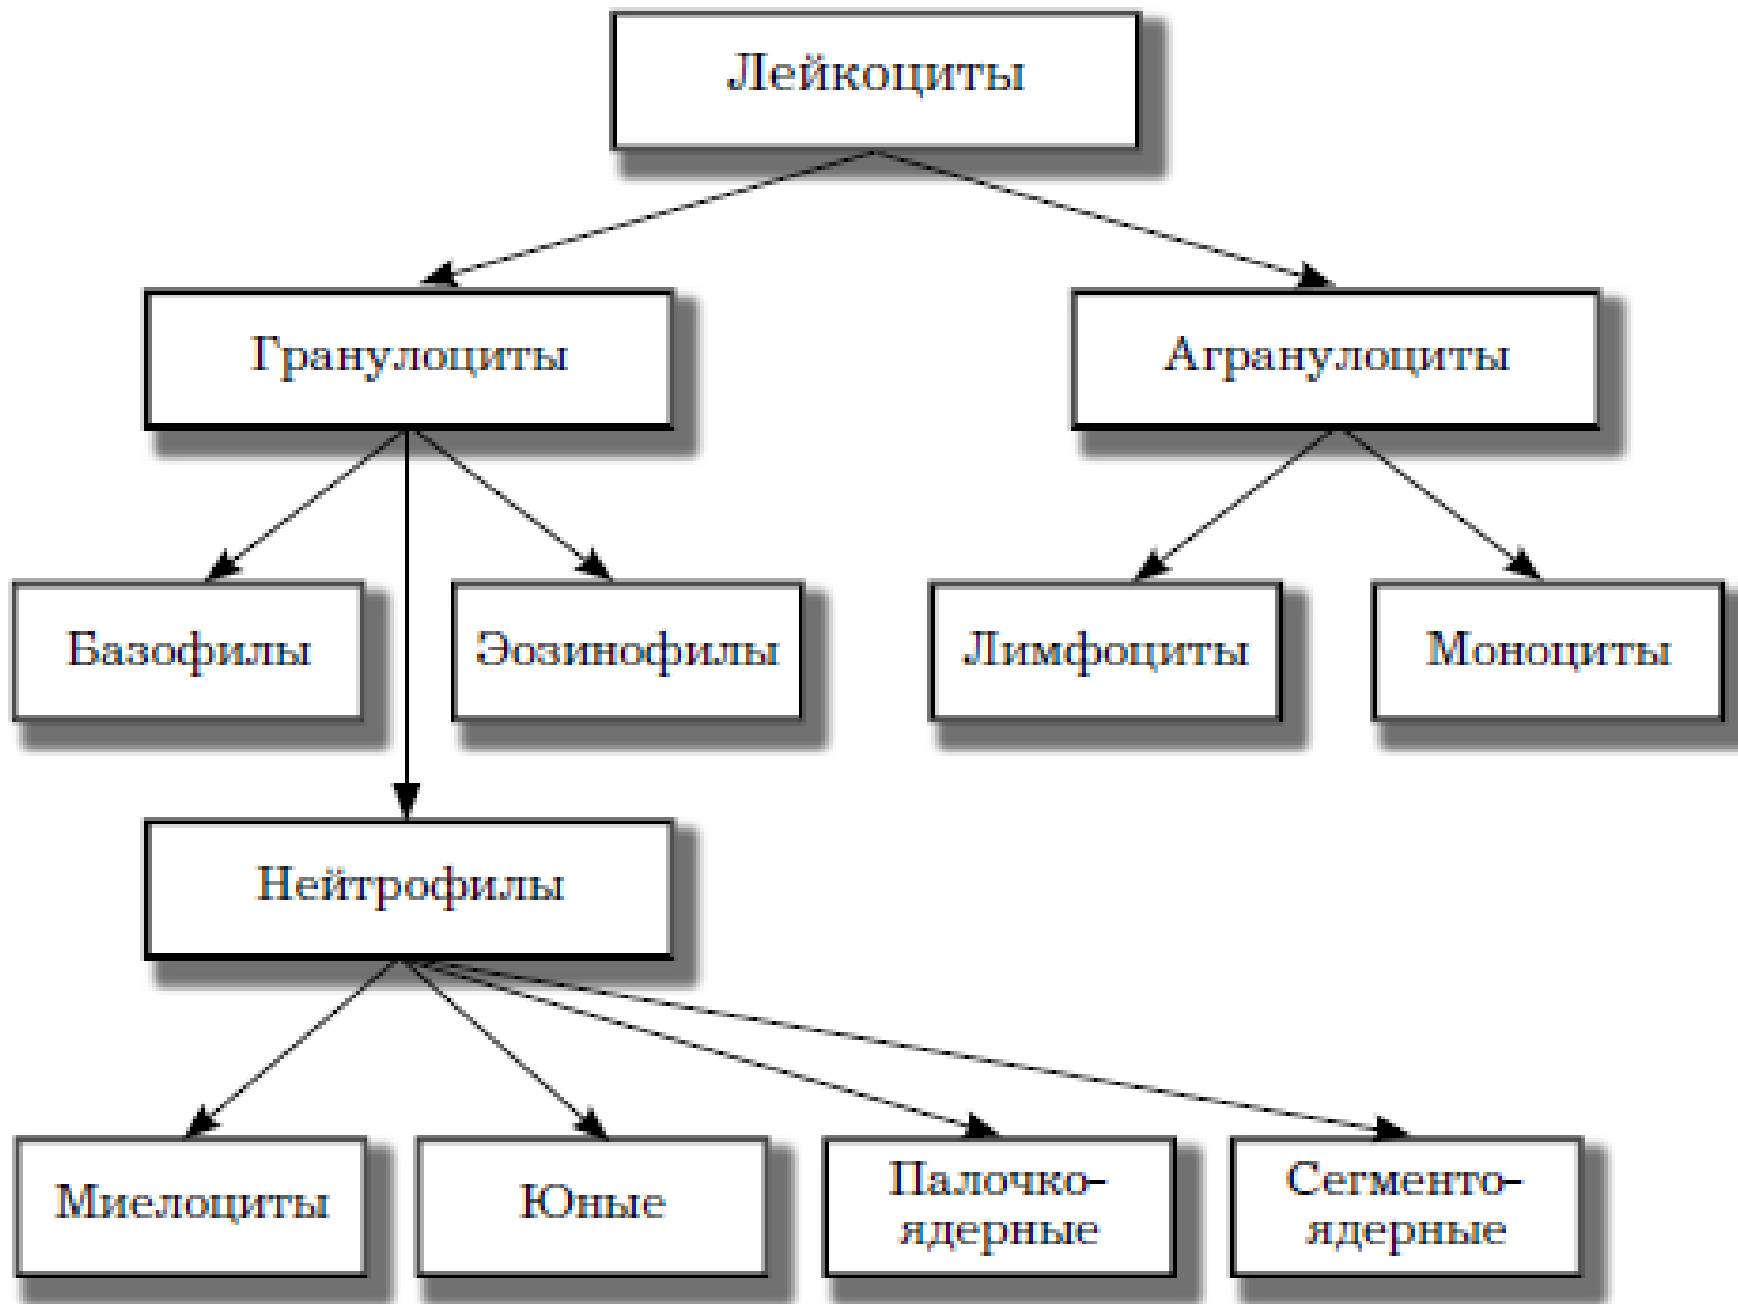 Лейкоциты
Гранулоциты
Агранулоциты
Базофилы
Эозинофилы
Лимфоциты
Моноциты
Нейтрофилы
Миелоциты
Юные
Палочко-
ядерные
Сегменто-
ядерные